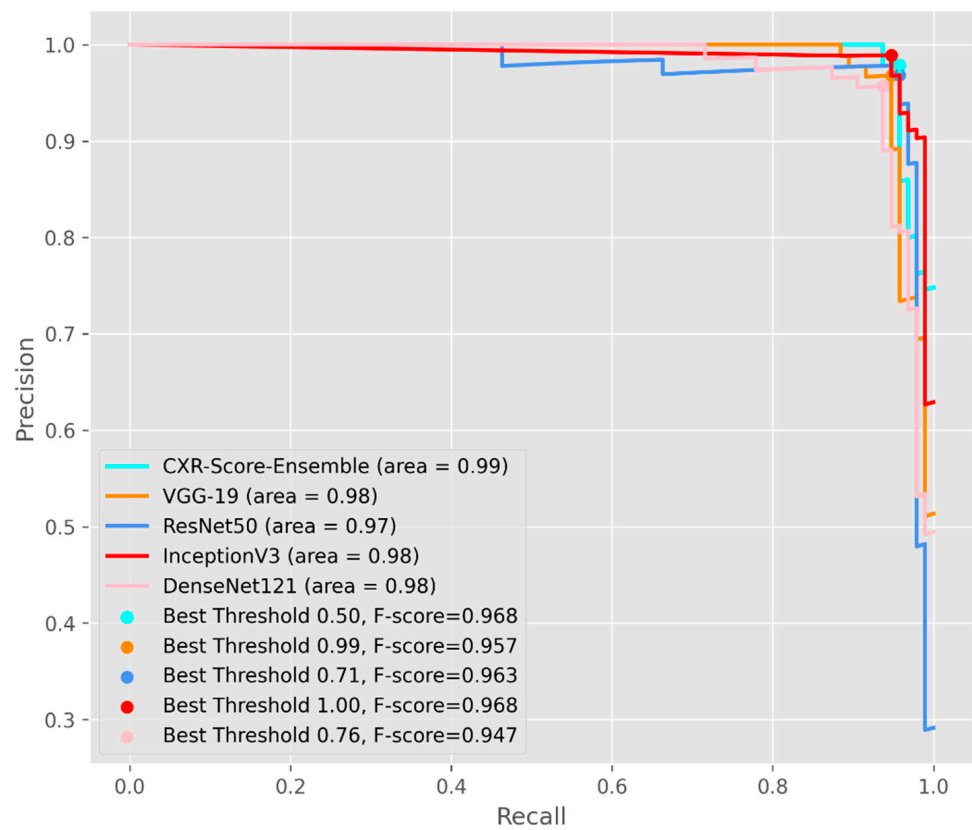 1.0
0.9
0.8
0.7
0.6
0.5
0.4
0.3
Precision
CXR-Score-Ensemble (area = 0.99)
VGG-19 (area = 0.98)
ResNet50 (area = 0.97)
InceptionV3 (area = 0.98)
DenseNet121 (area = 0.98)
Best Threshold 0.50, F-score=0.968
Best Threshold 0.99, F-score=0.957
Best Threshold 0.71, F-score=0.963
Best Threshold 1.00, F-score=0.968
Best Threshold 0.76, F-score=0.947
0.0 0.2 0.4 0.6 0.8 1.0
Recall